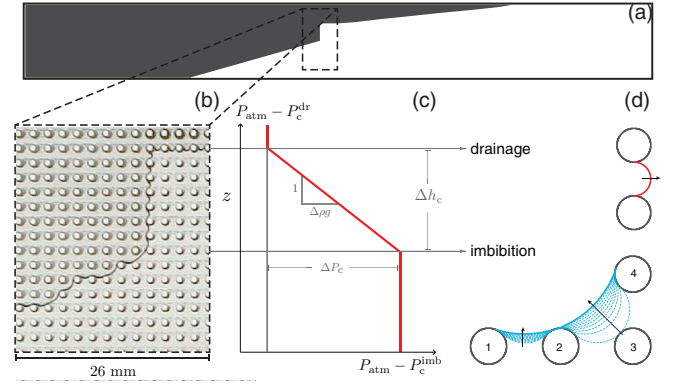 (a)
(b)
(c)
(d)
P_atm − P_c^dr
drainage
z
1
Δρg
Δh_c
imbibition
ΔP_c
4
1
2
3
P_atm − P_c^imb
26 mm